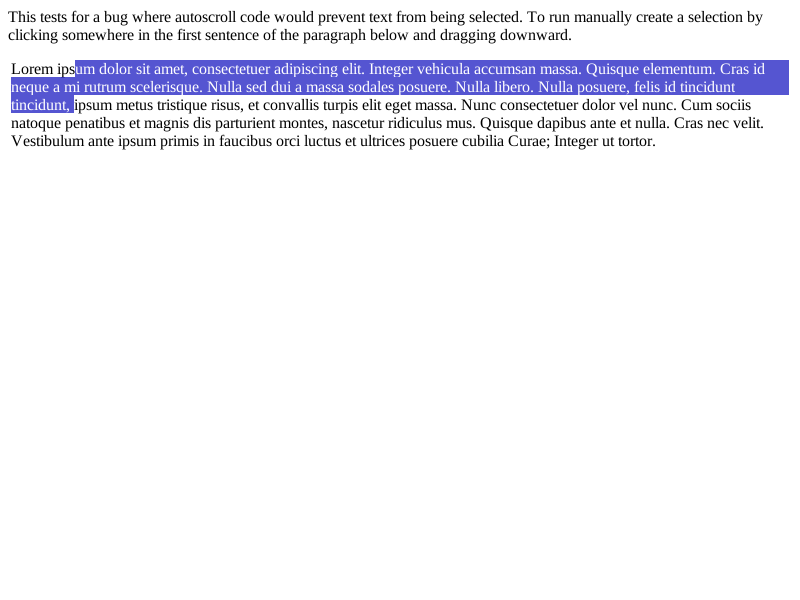 This tests for a bug where autoscroll code would prevent text from being selected. To run manually create a selection by
clicking somewhere in the first sentence of the paragraph below and dragging downward.
Lorem ipsum dolor sit amet, consectetuer adipiscing elit. Integer vehicula accumsan massa. Quisque elementum. Cras id
neque a mi rutrum scelerisque. Nulla sed dui a massa sodales posuere. Nulla libero. Nulla posuere, felis id tincidunt
tincidunt, ipsum metus tristique risus, et convallis turpis elit eget massa. Nunc consectetuer dolor vel nunc. Cum sociis
natoque penatibus et magnis dis parturient montes, nascetur ridiculus mus. Quisque dapibus ante et nulla. Cras nec velit.
Vestibulum ante ipsum primis in faucibus orci luctus et ultrices posuere cubilia Curae; Integer ut tortor.